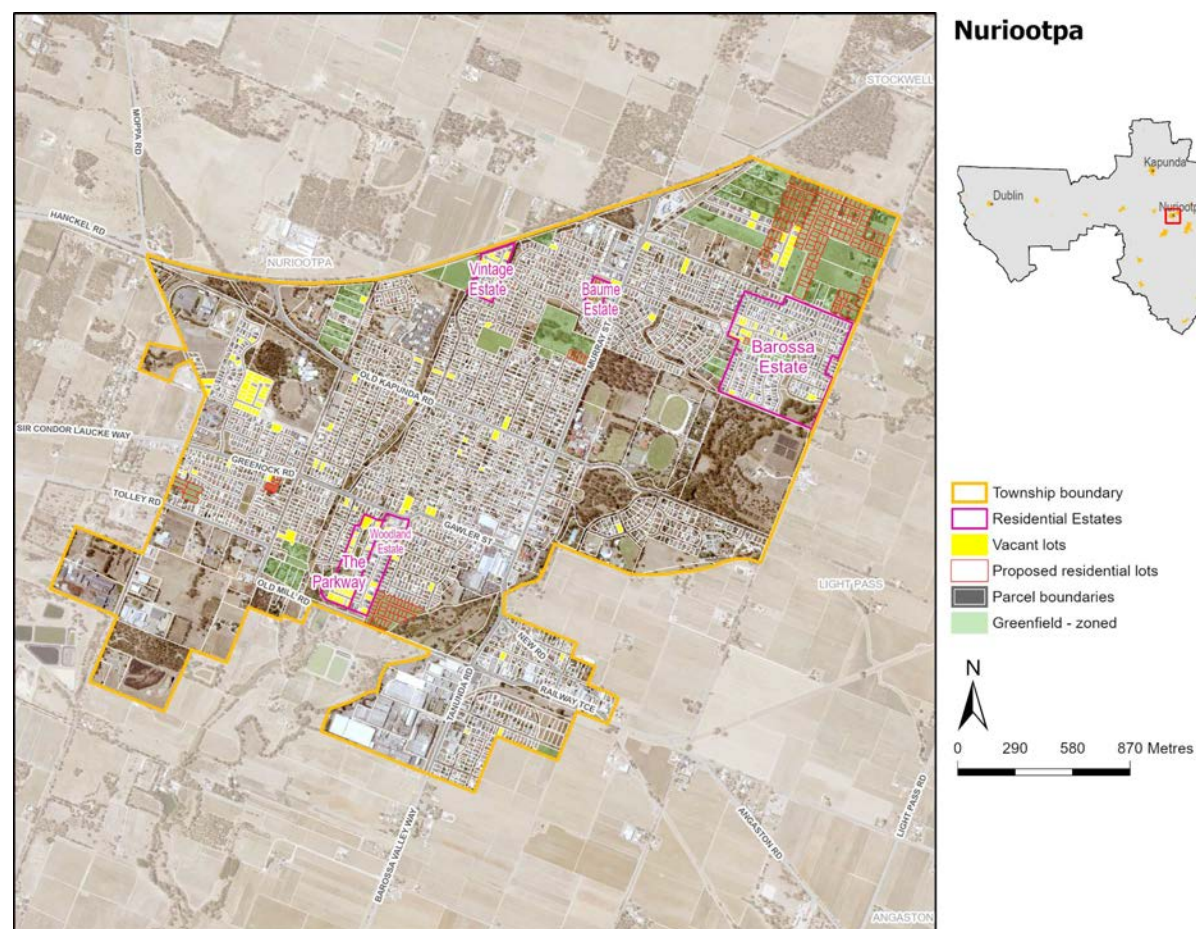 Nuriootpa
STOCKWELL
MOPPA RD
HANCKEL RD
NURIOOTPA
Vintage
Estate
Baume
Estate
MURRAY ST
Barossa
Estate
OLD KAPUNDA RD
SIR CONDOR LAUCKE WAY
GREENOCK RD
TOLLEY RD
GAWLER ST
Woodland
Estate
The
Parkway
OLD MILL RD
LIGHT PASS
NEW RD
RAILWAY TCE
TANUNDA RD
BAROSSA VALLEY WAY
ANGASTON RD
LIGHT PASS RD
ANGASTON
Kapunda
Dublin
Nuriootp
Township boundary
Residential Estates
Vacant lots
Proposed residential lots
Parcel boundaries
Greenfield - zoned
N
0 290 580 870 Metres